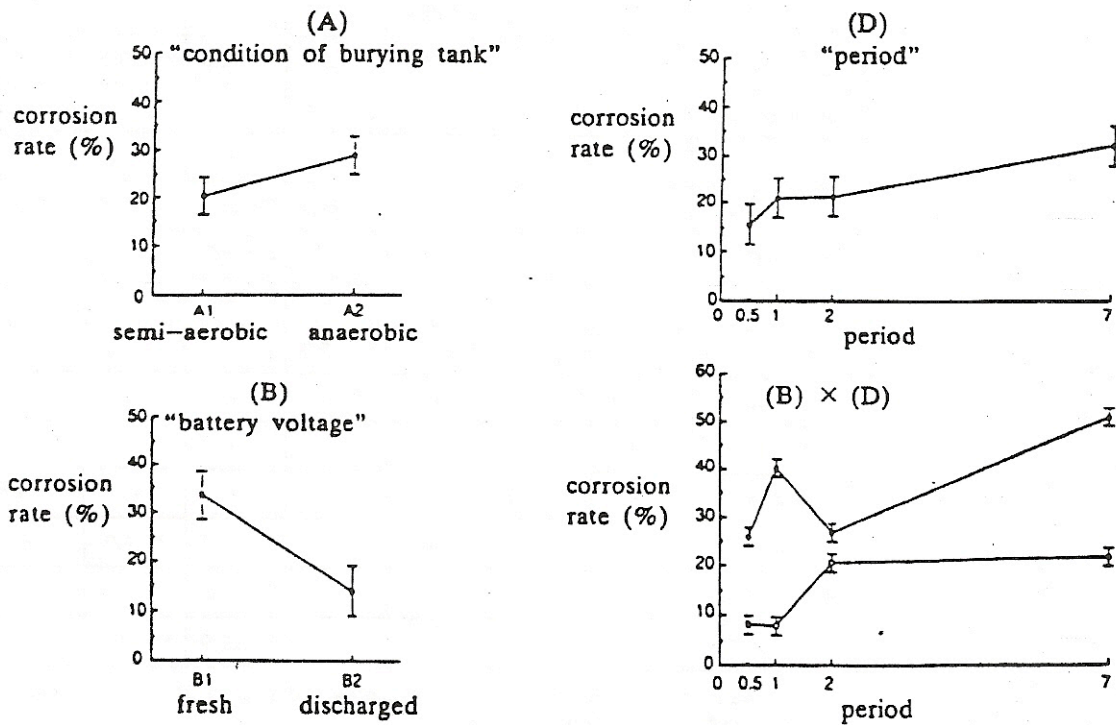 (A)
"condition of burying tank"
50
40
30
20
10
0
corrosion
rate (%)
A1
A2
semi-aerobic
anaerobic
(B)
"battery voltage"
50
40
30
20
10
0
corrosion
rate (%)
B1
B2
fresh
discharged
(D)
"period"
50
40
30
20
10
0
corrosion
rate (%)
0.5
1
2
7
period
(B) × (D)
60
50
40
30
20
10
0
corrosion
rate (%)
0.5
1
2
7
period